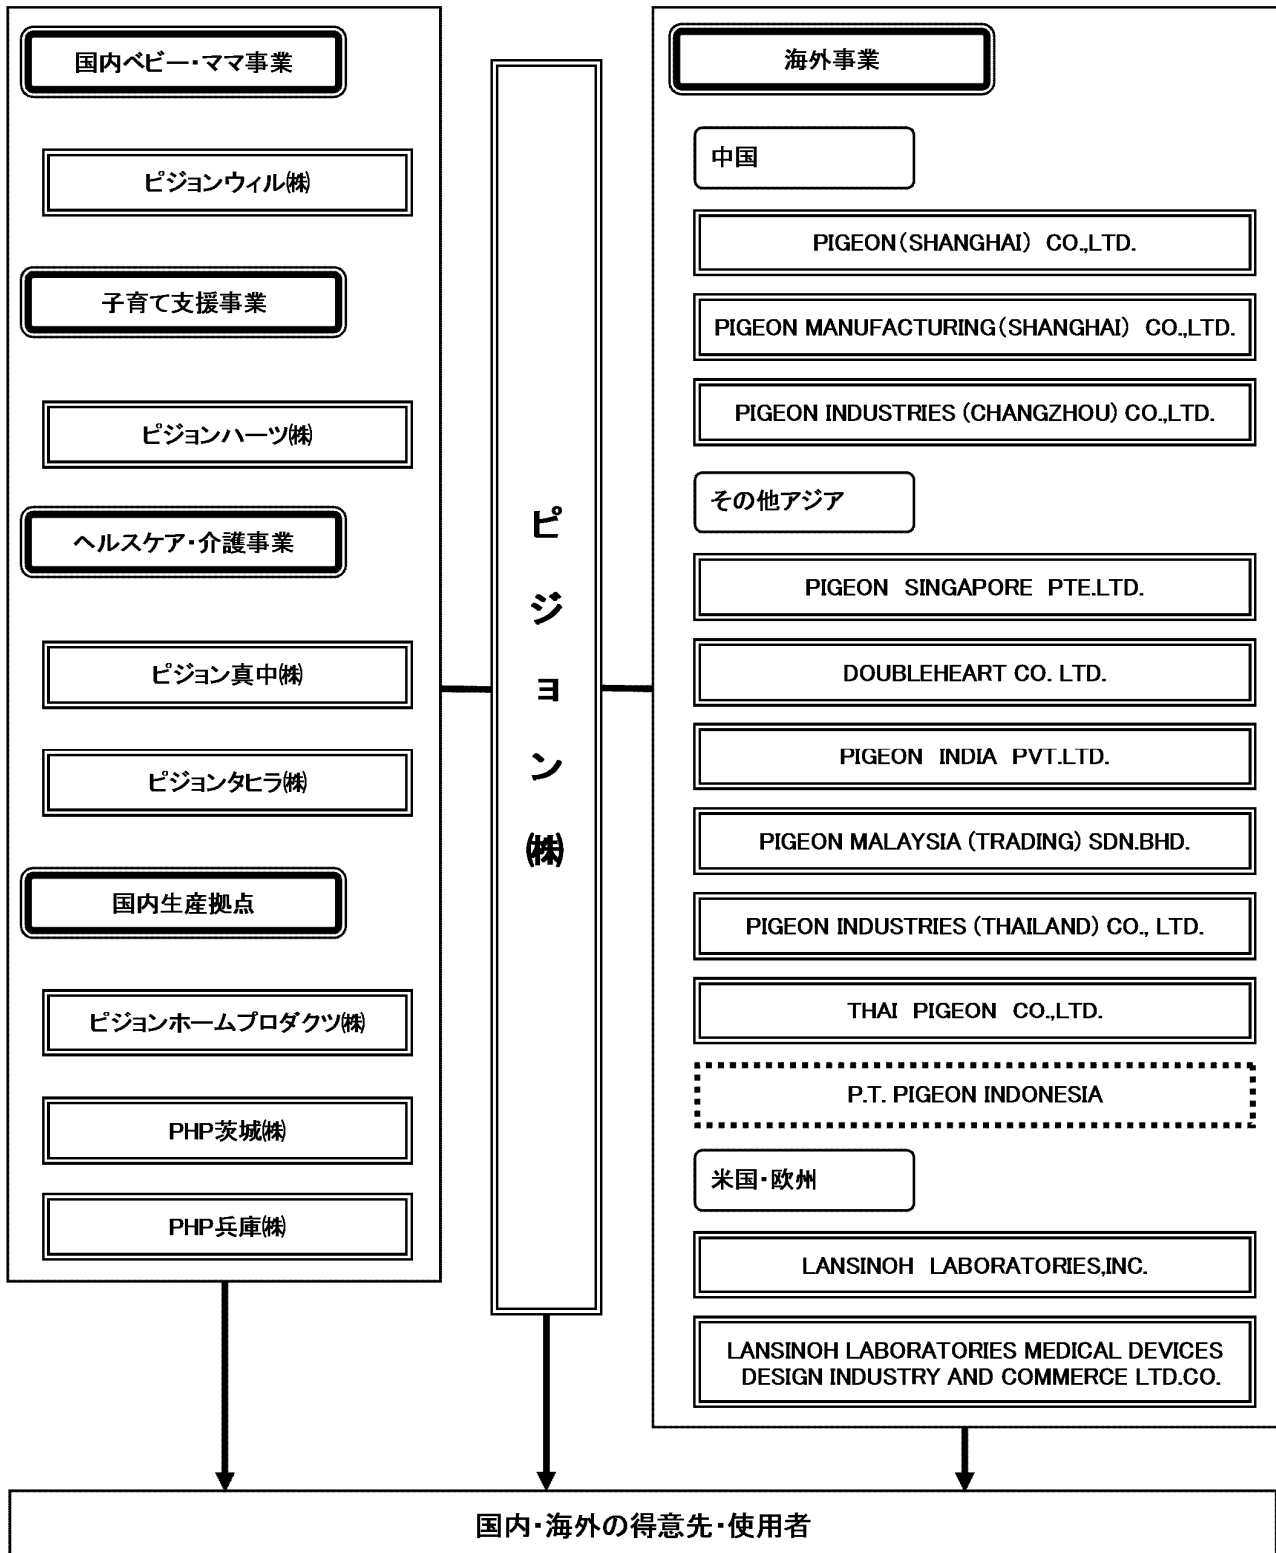 国内ベビー・ママ事業
ピジョンウィル㈱
子育て支援事業
ピジョンハーツ㈱
ヘルスケア・介護事業
ピジョン真中㈱
ピジョンタヒラ㈱
国内生産拠点
ピジョンホームプロダクツ㈱
PHP茨城㈱
PHP兵庫㈱
ピジョン㈱
海外事業
中国
PIGEON(SHANGHAI) CO.,LTD.
PIGEON MANUFACTURING(SHANGHAI) CO.,LTD.
PIGEON INDUSTRIES (CHANGZHOU) CO.,LTD.
その他アジア
PIGEON SINGAPORE PTE.LTD.
DOUBLEHEART CO. LTD.
PIGEON INDIA PVT.LTD.
PIGEON MALAYSIA (TRADING) SDN.BHD.
PIGEON INDUSTRIES (THAILAND) CO., LTD.
THAI PIGEON CO.,LTD.
P.T. PIGEON INDONESIA
米国・欧州
LANSINOH LABORATORIES,INC.
LANSINOH LABORATORIES MEDICAL DEVICES
DESIGN INDUSTRY AND COMMERCE LTD.CO.
国内・海外の得意先・使用者